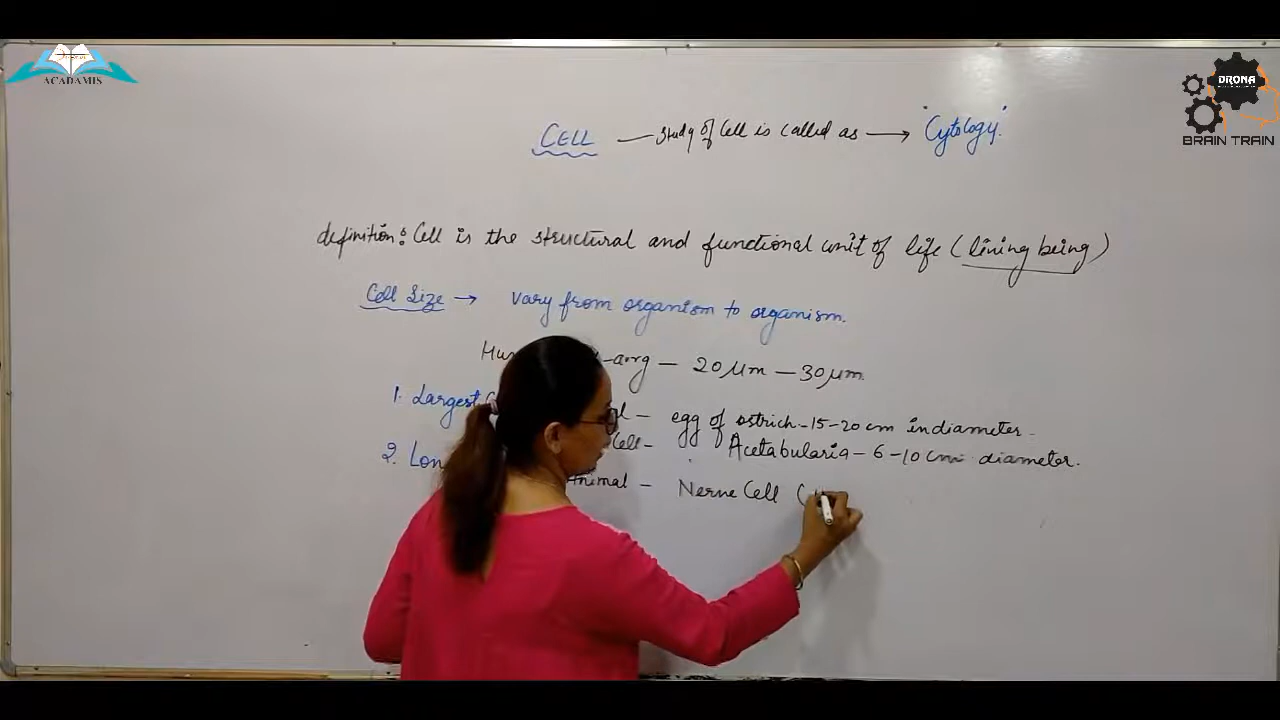 ACADAMIS
DRONA
BRAIN TRAIN
CELL — study of Cell is called as → "Cytology"
definition: Cell is the structural and functional unit of life (lining being)
Cell Size → vary from organism to organism.
avrg — 20 μm — 30 μm
1. Largest - egg of ostrich - 15-20 cm in diameter.
Cell - Acetabularia - 6-10 cm diameter.
2. Animal - Nerve Cell (